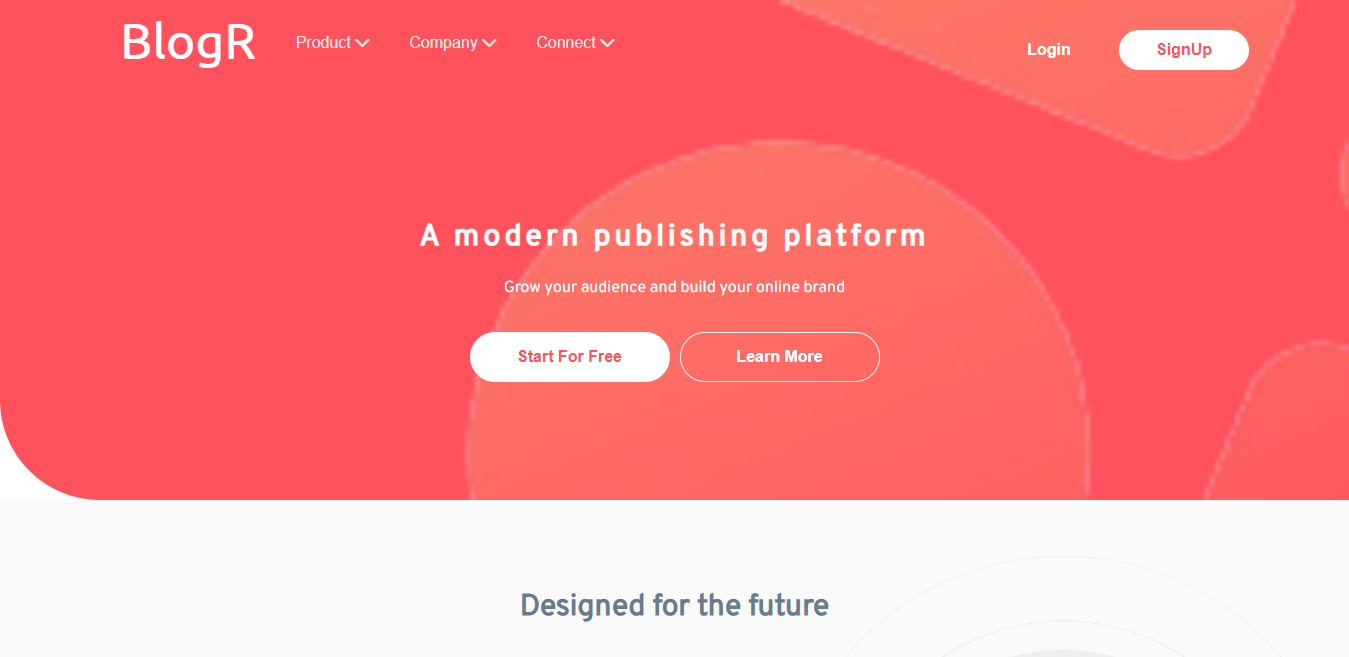 BlogR Product Company Connect Login SignUp
A modern publishing platform
Grow your audience and build your online brand
Start For Free Learn More
Designed for the future